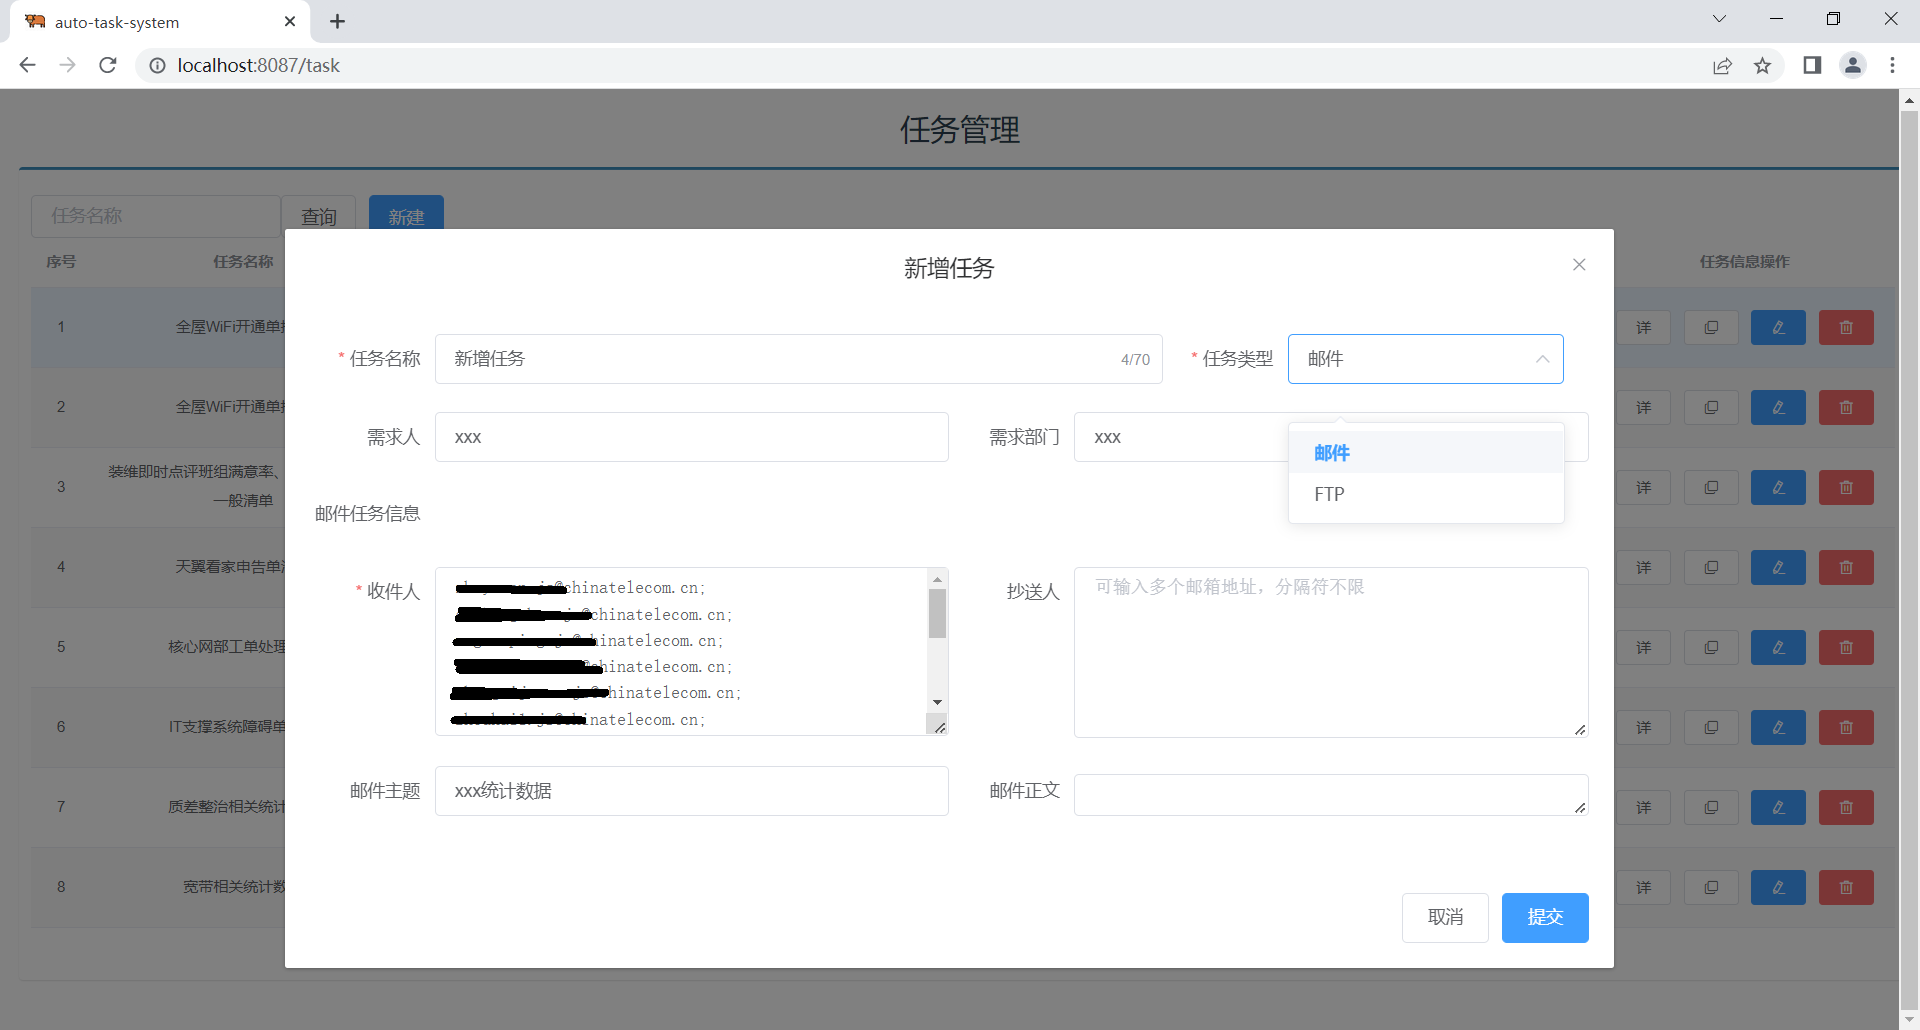 auto-task-system
localhost:8087/task
任务管理
任务名称
查询
新建
序号
任务名称
任务信息操作
1
全屋WiFi开通单
详
2
全屋WiFi开通单
详
3
装维即时点评班组满意率、
一般清单
详
4
天翼看家申告单
详
5
核心网部工单处理
详
6
IT支撑系统障碍单
详
7
质差整治相关统计
详
8
宽带相关统计数
详
新增任务
* 任务名称
新增任务
4/70
* 任务类型
邮件
需求人
xxx
需求部门
xxx
邮件
FTP
邮件任务信息
* 收件人
chinatelecom.cn;
@chinatelecom.cn;
hinatelecom.cn;
chinatelecom.cn;
hinatelecom.cn;
inatelecom.cn;
抄送人
可输入多个邮箱地址，分隔符不限
邮件主题
xxx统计数据
邮件正文
取消
提交